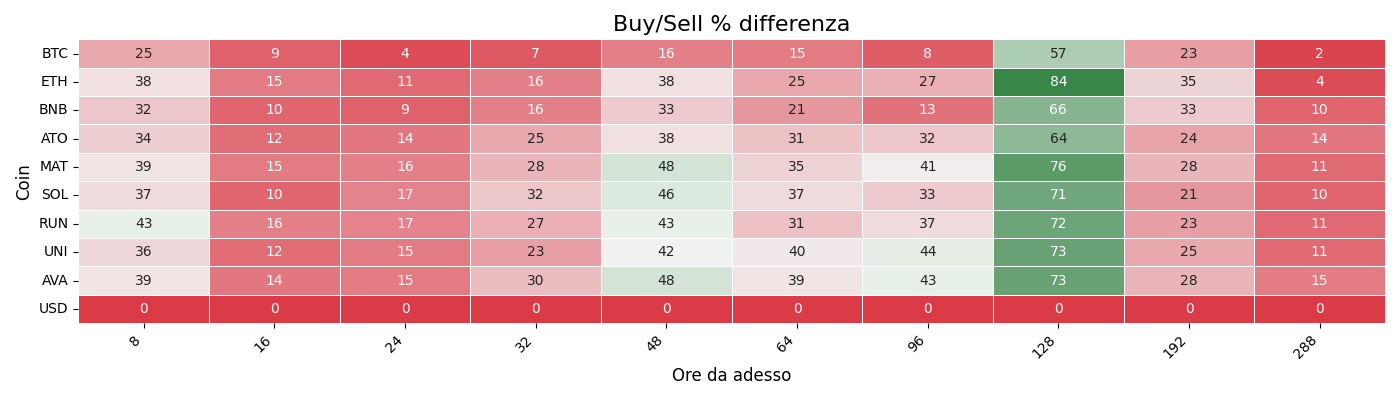 Buy/Sell % differenza
Coin
BTC 25 9 4 7 16 15 8 57 23 2
ETH 38 15 11 16 38 25 27 84 35 4
BNB 32 10 9 16 33 21 13 66 33 10
ATO 34 12 14 25 38 31 32 64 24 14
MAT 39 15 16 28 48 35 41 76 28 11
SOL 37 10 17 32 46 37 33 71 21 10
RUN 43 16 17 27 43 31 37 72 23 11
UNI 36 12 15 23 42 40 44 73 25 11
AVA 39 14 15 30 48 39 43 73 28 15
USD 0 0 0 0 0 0 0 0 0 0
8 16 24 32 48 64 96 128 192 288
Ore da adesso